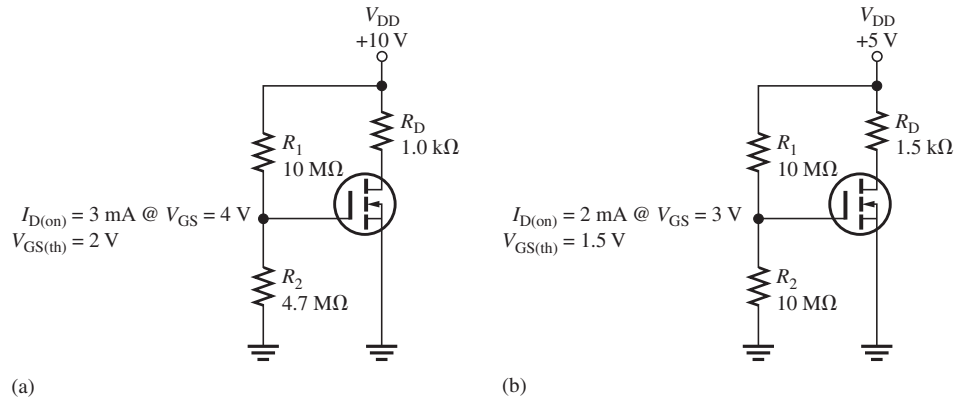 V_DD
+10 V
R_D
1.0 kΩ
R_1
10 MΩ
I_D(on) = 3 mA @ V_GS = 4 V
V_GS(th) = 2 V
R_2
4.7 MΩ
(a)
V_DD
+5 V
R_D
1.5 kΩ
R_1
10 MΩ
I_D(on) = 2 mA @ V_GS = 3 V
V_GS(th) = 1.5 V
R_2
10 MΩ
(b)